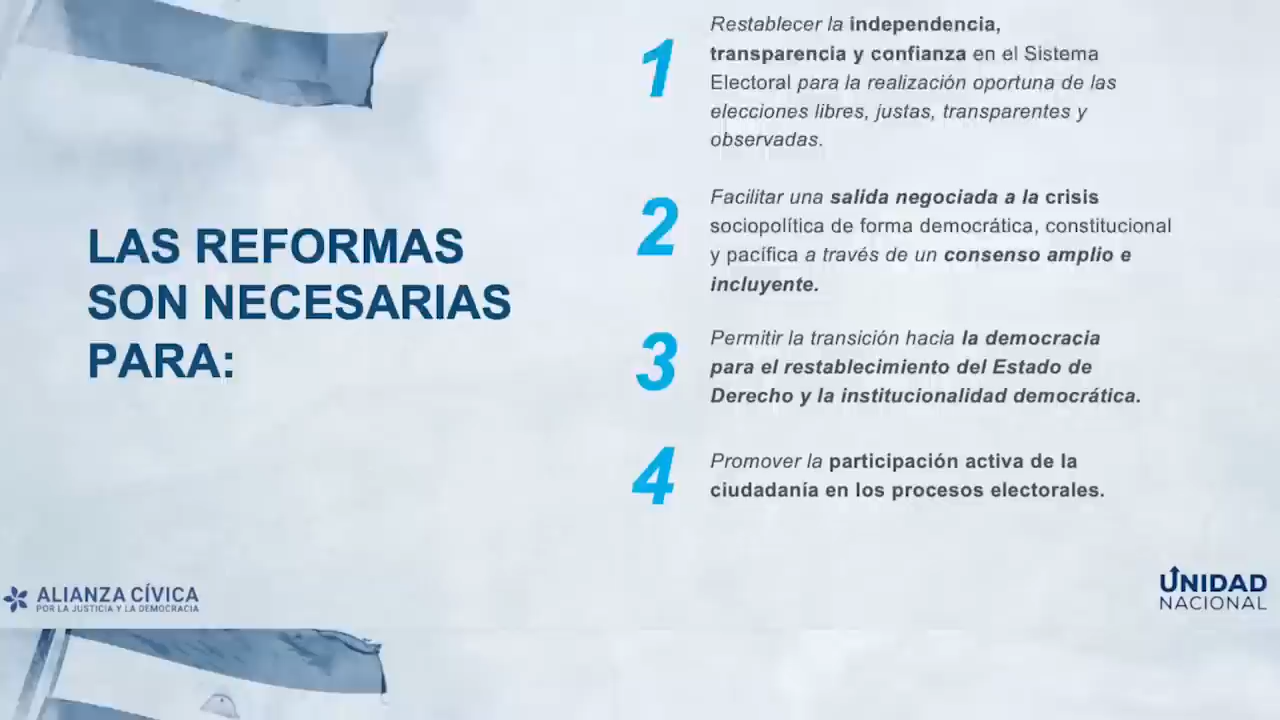 LAS REFORMAS
SON NECESARIAS
PARA:
1
Restablecer la independencia,
transparencia y confianza en el Sistema
Electoral para la realización oportuna de las
elecciones libres, justas, transparentes y
observadas.
2
Facilitar una salida negociada a la crisis
sociopolítica de forma democrática, constitucional
y pacífica a través de un consenso amplio e
incluyente.
3
Permitir la transición hacia la democracia
para el restablecimiento del Estado de
Derecho y la institucionalidad democrática.
4
Promover la participación activa de la
ciudadanía en los procesos electorales.
ALIANZA CÍVICA
POR LA JUSTICIA Y LA DEMOCRACIA
UNIDAD
NACIONAL